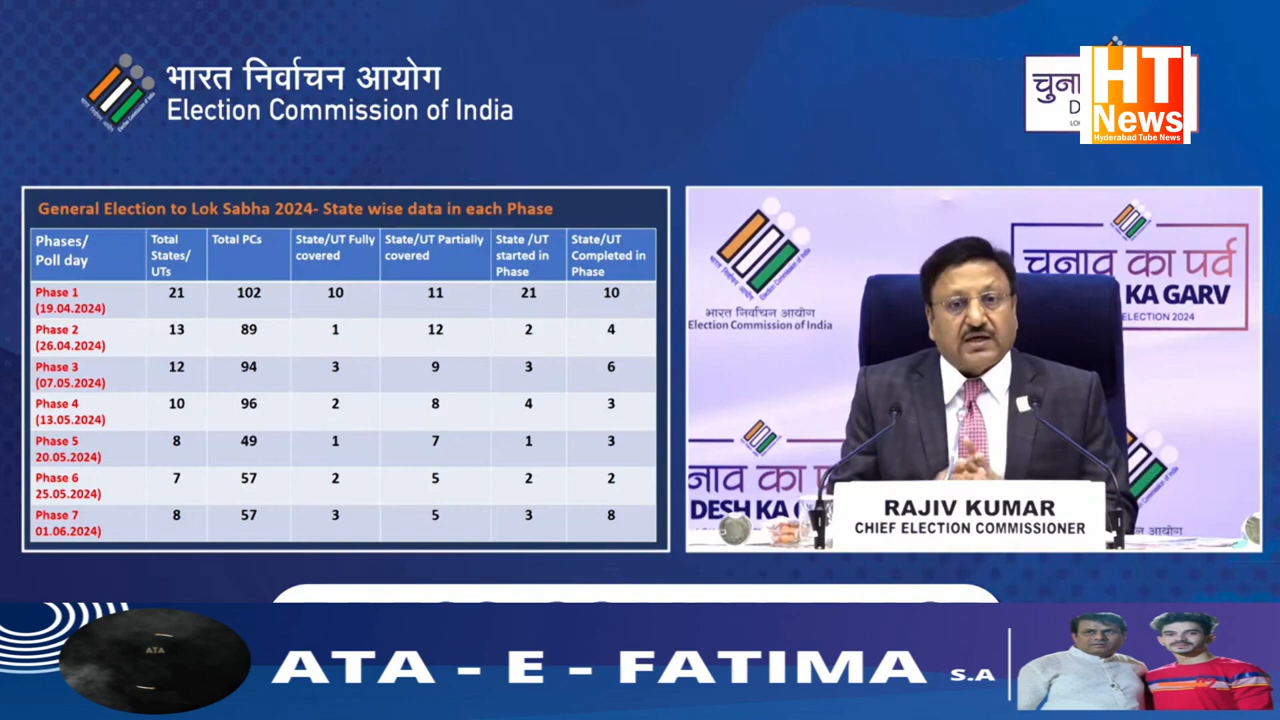 भारत निर्वाचन आयोग
Election Commission of India
चुना
D
LO
HT
News
Hyderabad Tube News
General Election to Lok Sabha 2024- State wise data in each Phase
Phases/ Poll day Total States/ UTs Total PCs State/UT Fully covered State/UT Partially covered State /UT started in Phase State/UT Completed in Phase
Phase 1 (19.04.2024) 21 102 10 11 21 10
Phase 2 (26.04.2024) 13 89 1 12 2 4
Phase 3 (07.05.2024) 12 94 3 9 3 6
Phase 4 (13.05.2024) 10 96 2 8 4 3
Phase 5 20.05.2024) 8 49 1 7 1 3
Phase 6 25.05.2024) 7 57 2 5 2 2
Phase 7 01.06.2024) 8 57 3 5 3 8
भारत निर्वाचन आयोग
Election Commission of India
चुनाव का पर्व
KA GARV
ELECTION 2024
नाव का प
DESH KA G
न आयोग
RAJIV KUMAR
CHIEF ELECTION COMMISSIONER
ATA
ATA - E - FATIMA S.A